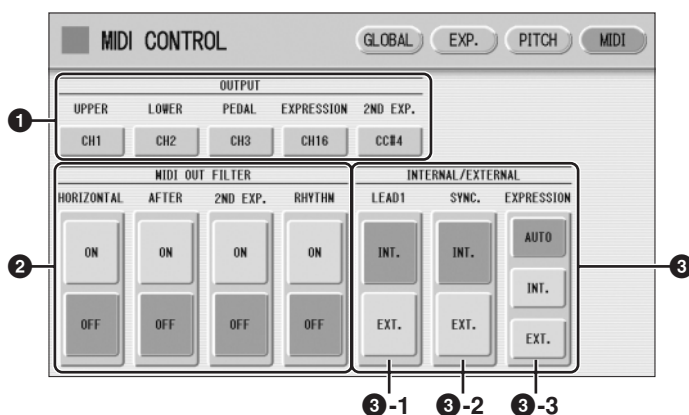 MIDI CONTROL GLOBAL EXP. PITCH MIDI
OUTPUT
UPPER LOWER PEDAL EXPRESSION 2ND EXP.
1
CH1 CH2 CH3 CH16 CC#4
MIDI OUT FILTER INTERNAL/EXTERNAL
HORIZONTAL AFTER 2ND EXP. RHYTHM LEAD1 SYNC. EXPRESSION
ON ON ON ON INT. INT. AUTO
2 3
INT.
OFF OFF OFF OFF EXT. EXT.
EXT.
3-1 3-2 3-3